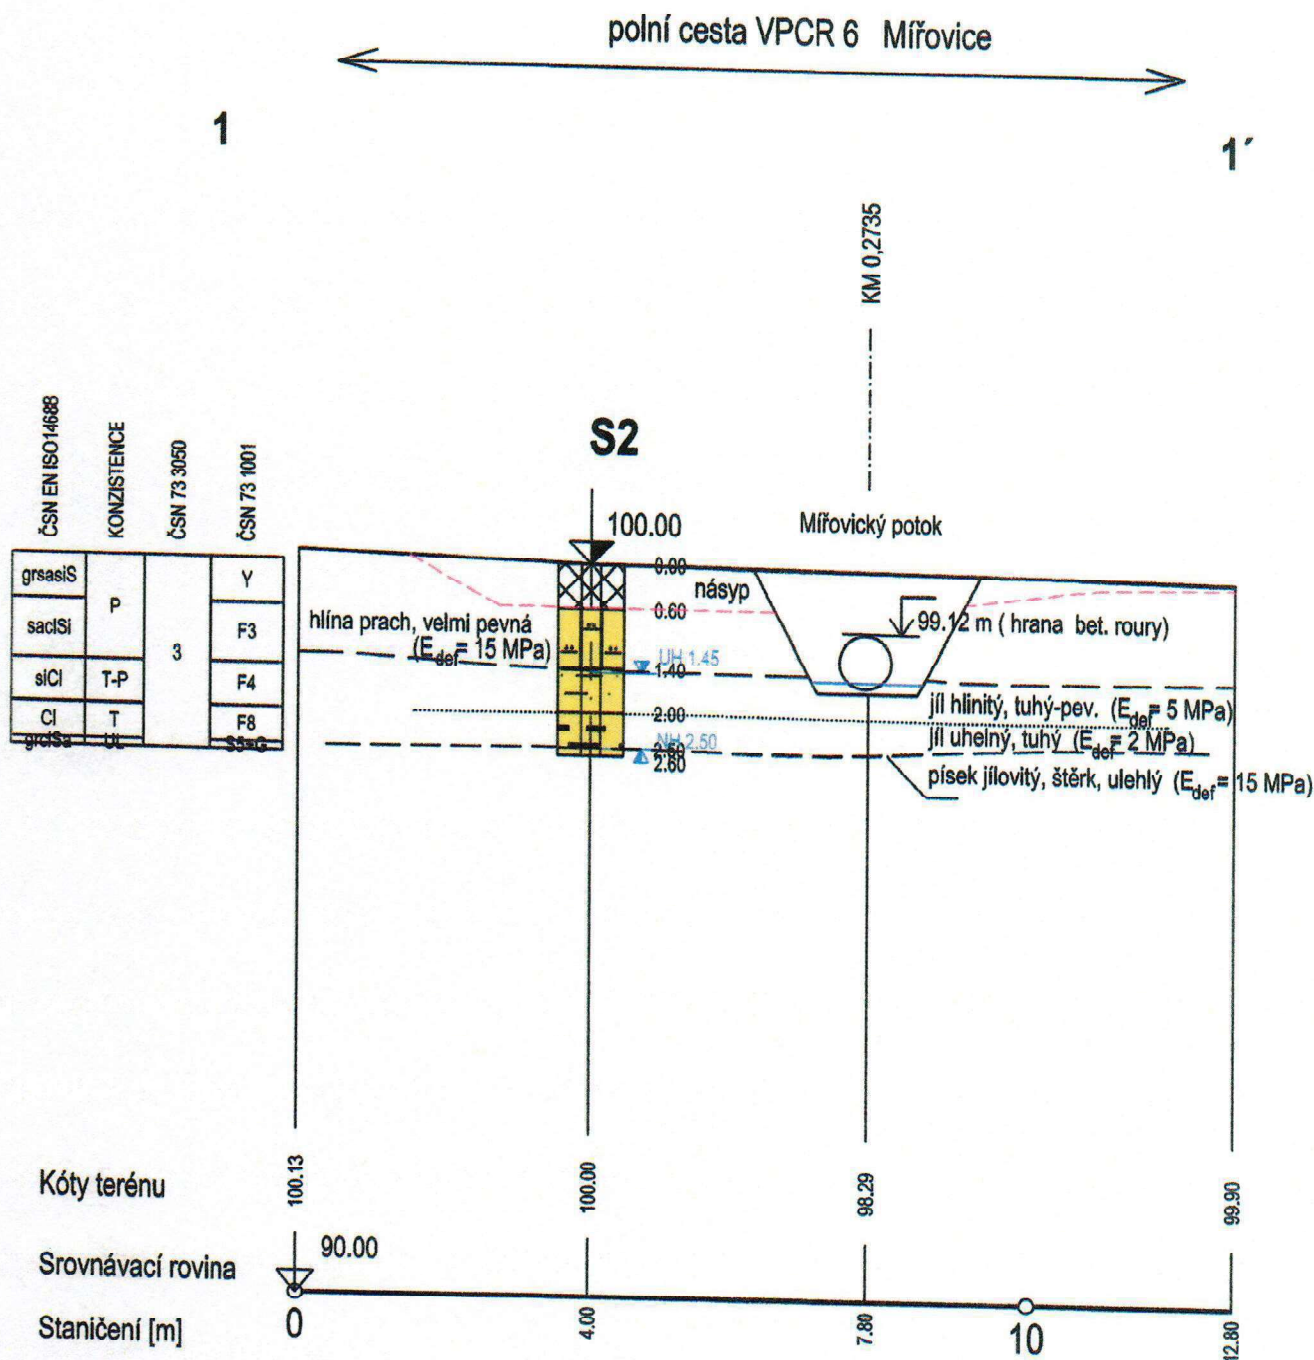 polní cesta VPCR 6 Mířovice
1
1´
KM 0,2735
ČSN EN ISO14688
KONZISTENCE
ČSN 73 3050
ČSN 73 1001
S2
100.00
Mířovický potok
grsasiS
saclSi
siCl
Cl
grclSa
P
T-P
T
UL
3
Y
F3
F4
F8
S5=G
0.00
násyp
0.60
hlína prach, velmi pevná
(Edef= 15 MPa)
99.12 m ( hrana bet. roury)
UH 1.45
1.40
2.00
jíl hlinitý, tuhý-pev. (Edef= 5 MPa)
jíl uhelný, tuhý (Edef= 2 MPa)
NH 2.50
2.50
2.60
písek jílovitý, štěrk, ulehlý (Edef= 15 MPa)
Kóty terénu
100.13
100.00
98.29
99.90
Srovnávací rovina
90.00
Staničení [m]
0
4.00
7.80
10
12.80